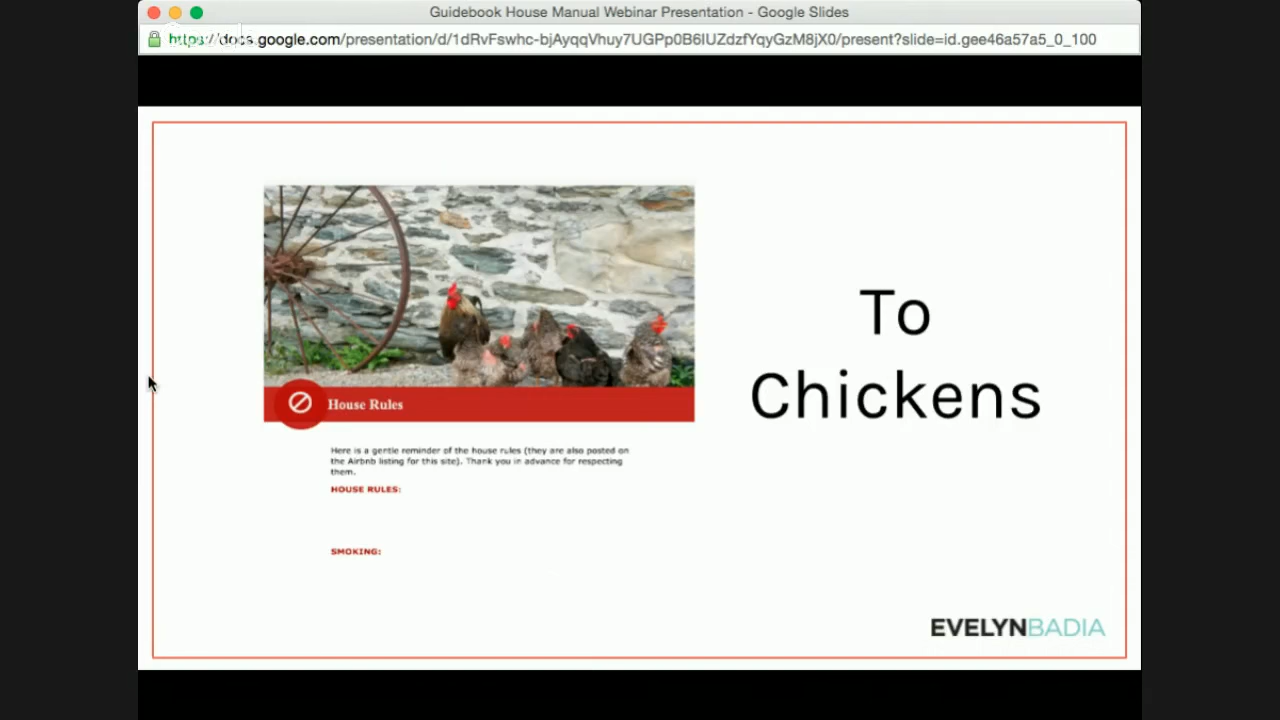 Guidebook House Manual Webinar Presentation - Google Slides
https://docs.google.com/presentation/d/1dRvFswhc-bjAyqqVhuy7UGPp0B6IUZdzfYqyGzM8jX0/present?slide=id.gee46a57a5_0_100
To
Chickens
House Rules
Here is a gentle reminder of the house rules (they are also posted on
the Airbnb listing for this site). Thank you in advance for respecting
them.
HOUSE RULES:
SMOKING:
EVELYNBADIA